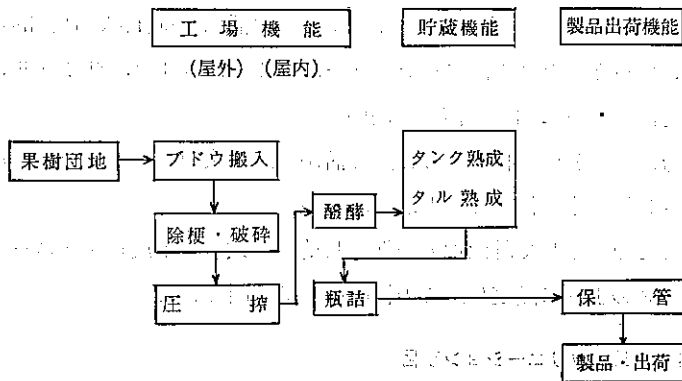 工場機能
貯蔵機能
製品出荷機能
(屋外) (屋内)
果樹団地
ブドウ搬入
タンク熟成
タル熟成
醗酵
除梗・破砕
圧搾
瓶詰
保管
製品・出荷